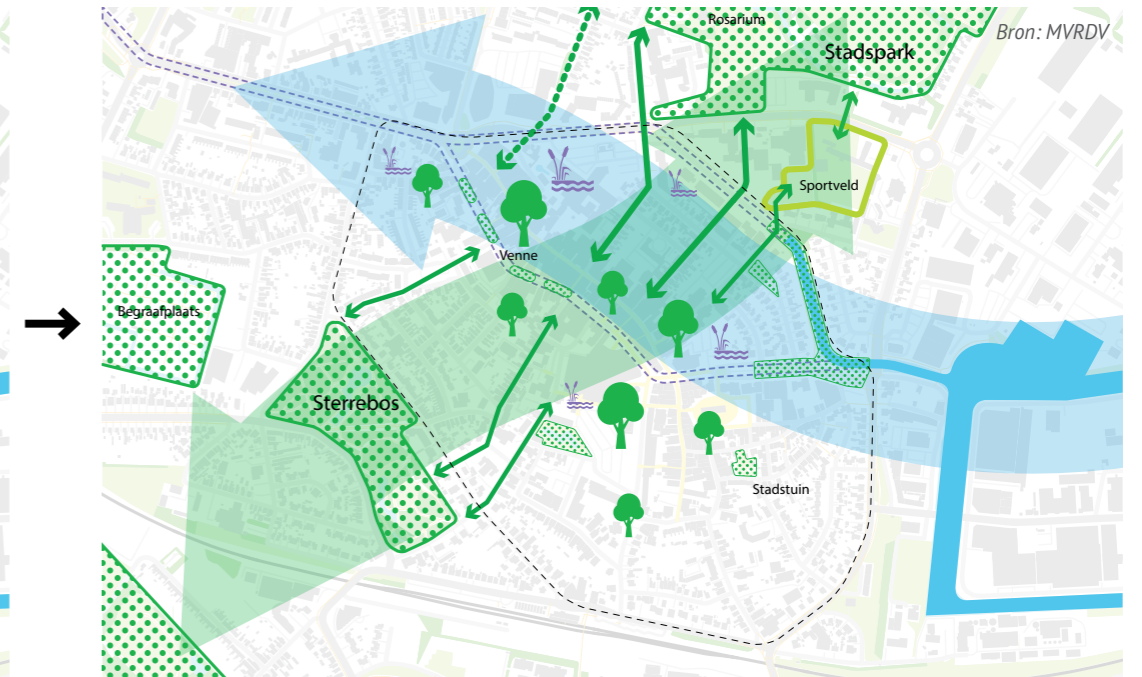 Rosarium
Bron: MVRDV
Stadspark
Sportveld
Venne
Begraafplaats
Sterrebos
Stadstuin